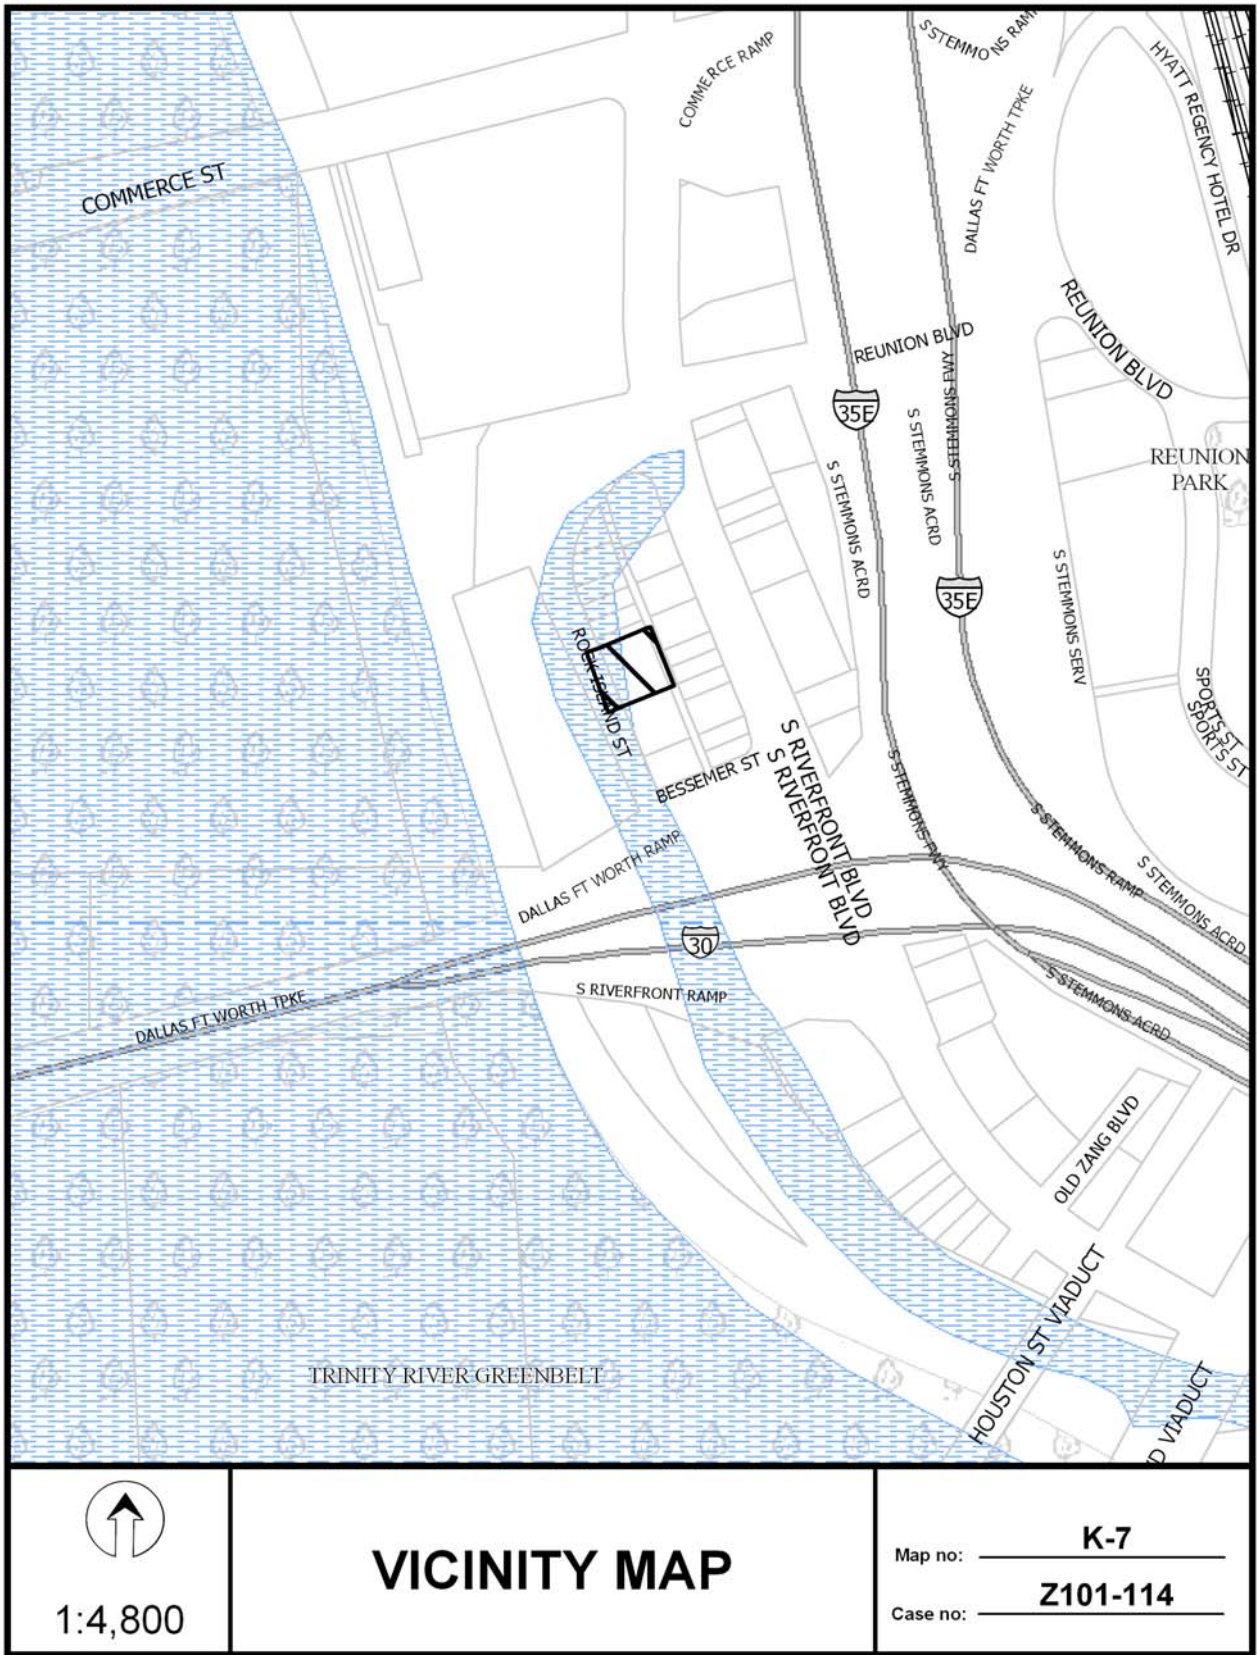 COMMERCE RAMP
S STEMMONS RAMP
HYATT REGENCY HOTEL DR
DALLAS FT WORTH TPKE
COMMERCE ST
REUNION BLVD
REUNION BLVD
35E
S STEMMONS FWY
S STEMMONS ACRD
S STEMMONS ACRD
REUNION
PARK
35E
S STEMMONS SERV
ROCK ISLAND ST
SPORTS ST
SPORTS ST
S RIVERFRONT BLVD
S RIVERFRONT BLVD
BESSEMER ST
S STEMMONS FWY
S STEMMONS RAMP
S STEMMONS ACRD
DALLAS FT WORTH RAMP
30
S RIVERFRONT RAMP
DALLAS FT WORTH TPKE
S STEMMONS ACRD
OLD ZANG BLVD
HOUSTON ST VIADUCT
TRINITY RIVER GREENBELT
D VIADUCT
1:4,800
VICINITY MAP
Map no: K-7
Case no: Z101-114